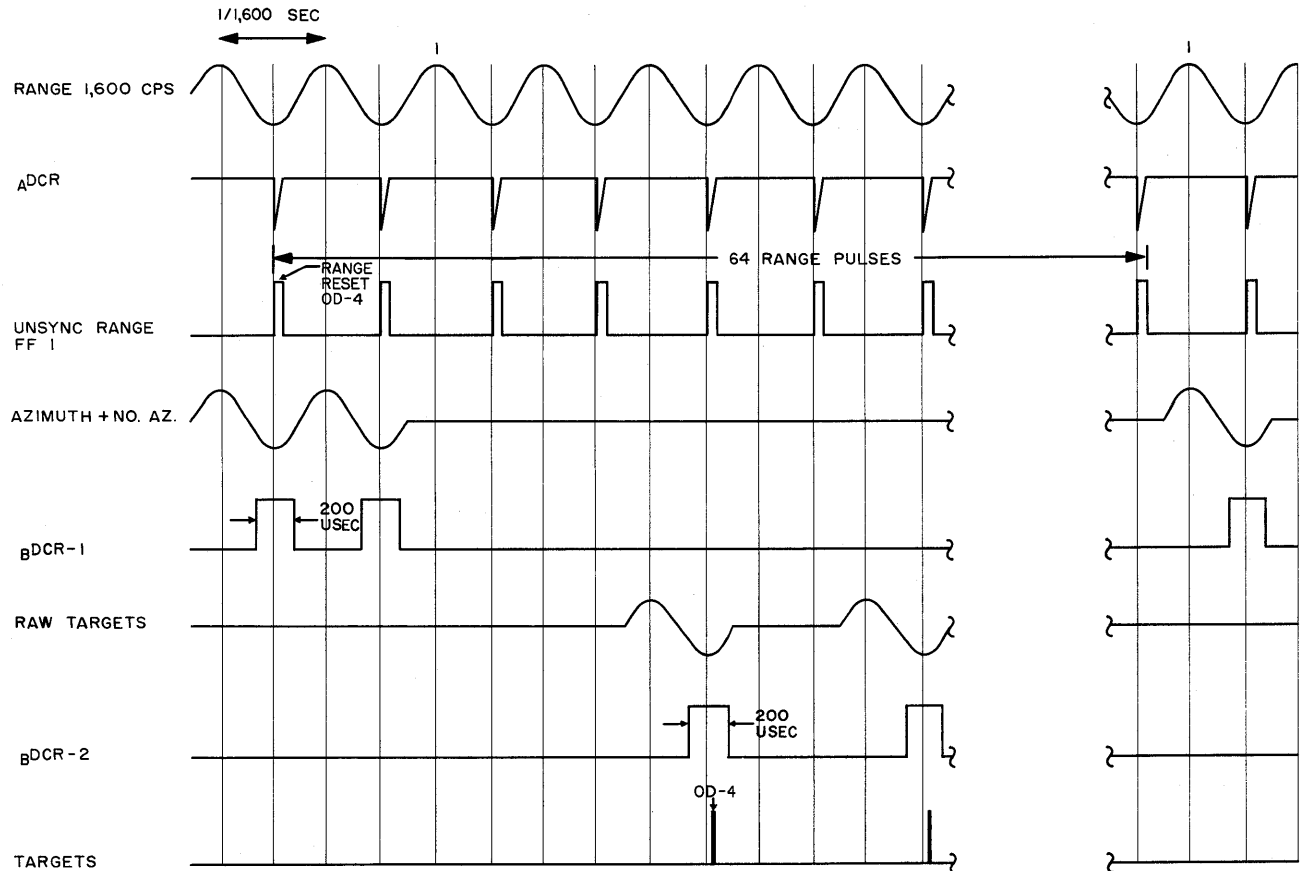 1/1,600 SEC
1
1
RANGE 1,600 CPS
ADCR
64 RANGE PULSES
RANGE
RESET
OD-4
UNSYNC RANGE
FF 1
AZIMUTH + NO. AZ.
200
USEC
BDCR-1
RAW TARGETS
200
USEC
BDCR-2
OD-4
TARGETS